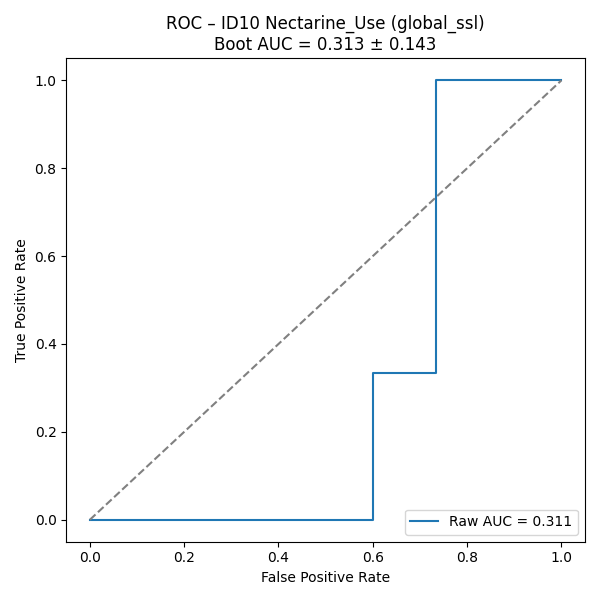 ROC – ID10 Nectarine_Use (global_ssl)
Boot AUC = 0.313 ± 0.143
True Positive Rate
1.0
0.8
0.6
0.4
0.2
0.0
Raw AUC = 0.311
0.0 0.2 0.4 0.6 0.8 1.0
False Positive Rate